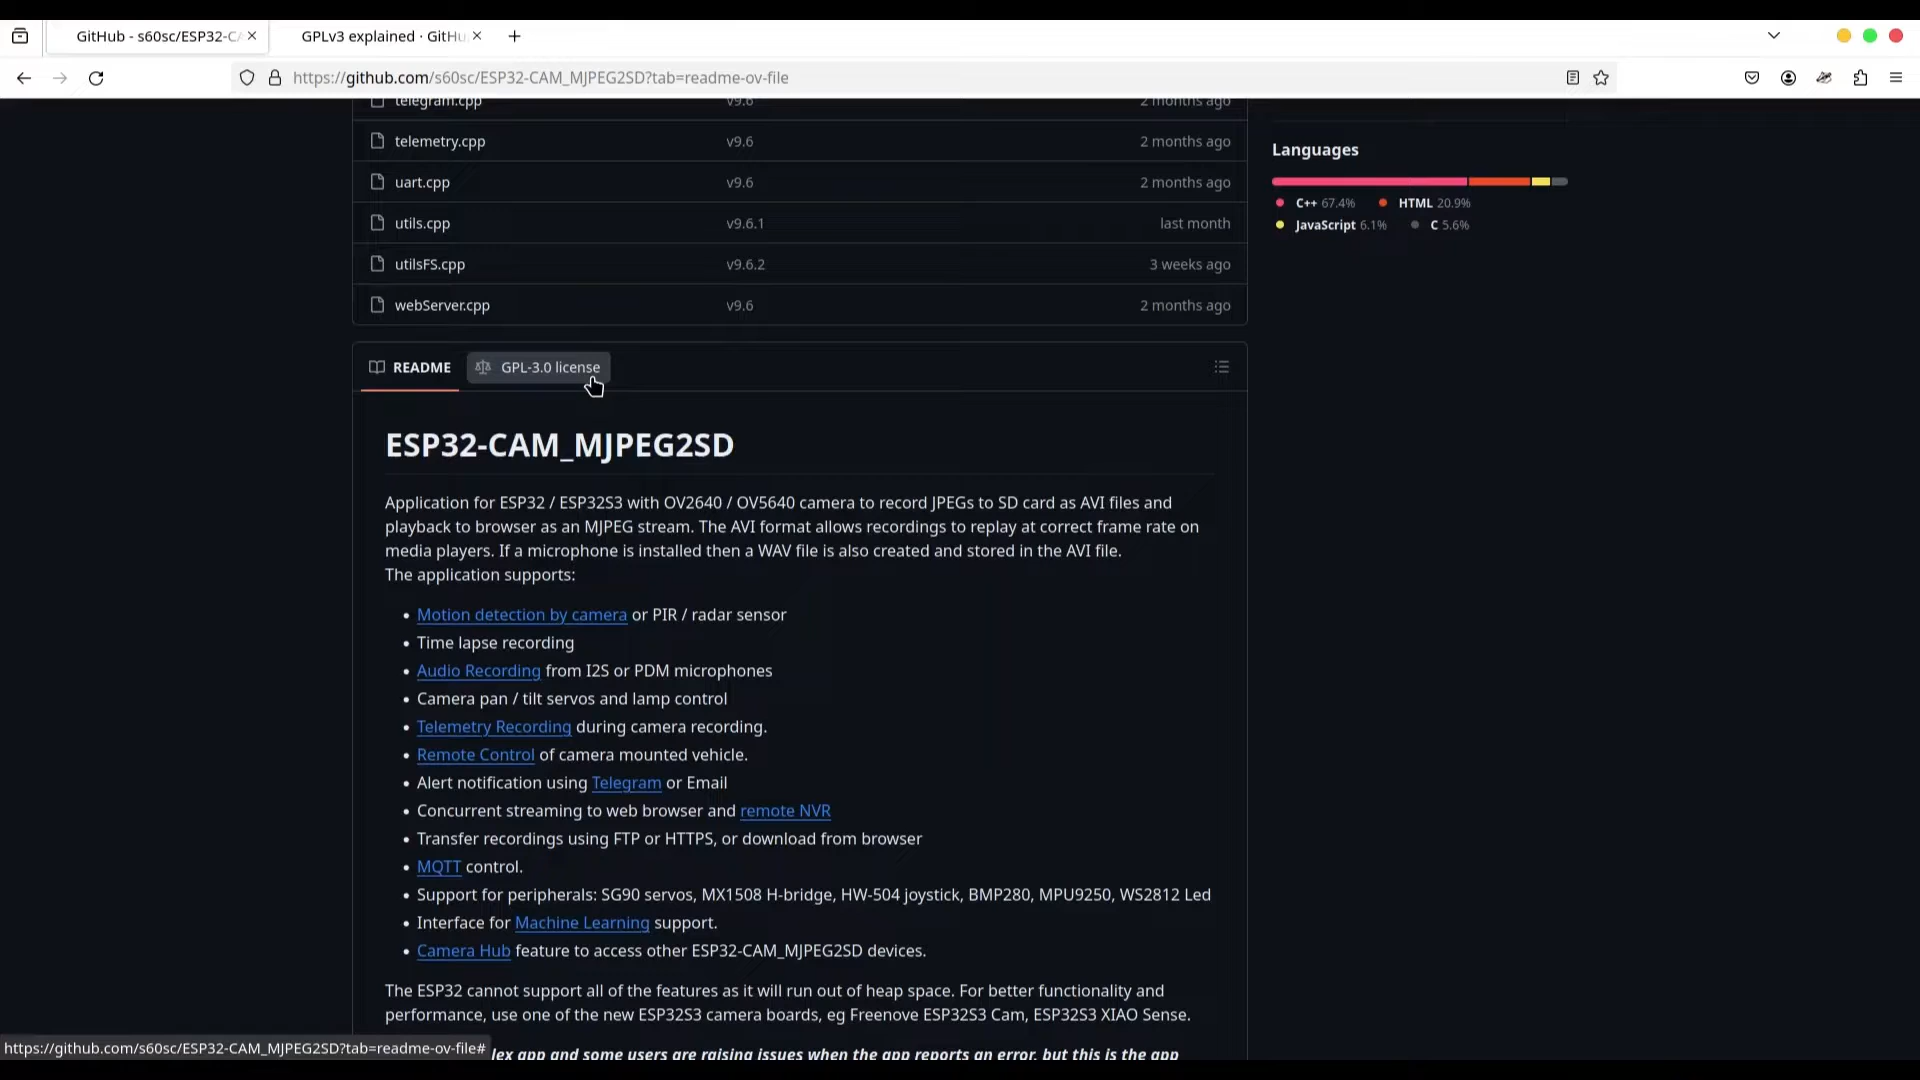 GitHub - s60sc/ESP32-CA
GPLv3 explained · GitHu
https://github.com/s60sc/ESP32-CAM_MJPEG2SD?tab=readme-ov-file
telegram.cpp v9.6 2 months ago
telemetry.cpp v9.6 2 months ago
uart.cpp v9.6 2 months ago
utils.cpp v9.6.1 last month
utilsFS.cpp v9.6.2 3 weeks ago
webServer.cpp v9.6 2 months ago
README GPL-3.0 license
ESP32-CAM_MJPEG2SD
Application for ESP32 / ESP32S3 with OV2640 / OV5640 camera to record JPEGs to SD card as AVI files and
playback to browser as an MJPEG stream. The AVI format allows recordings to replay at correct frame rate on
media players. If a microphone is installed then a WAV file is also created and stored in the AVI file.
The application supports:
• Motion detection by camera or PIR / radar sensor
• Time lapse recording
• Audio Recording from I2S or PDM microphones
• Camera pan / tilt servos and lamp control
• Telemetry Recording during camera recording.
• Remote Control of camera mounted vehicle.
• Alert notification using Telegram or Email
• Concurrent streaming to web browser and remote NVR
• Transfer recordings using FTP or HTTPS, or download from browser
• MQTT control.
• Support for peripherals: SG90 servos, MX1508 H-bridge, HW-504 joystick, BMP280, MPU9250, WS2812 Led
• Interface for Machine Learning support.
• Camera Hub feature to access other ESP32-CAM_MJPEG2SD devices.
The ESP32 cannot support all of the features as it will run out of heap space. For better functionality and
performance, use one of the new ESP32S3 camera boards, eg Freenove ESP32S3 Cam, ESP32S3 XIAO Sense.
lex app and some users are raising issues when the app reports an error, but this is the app
https://github.com/s60sc/ESP32-CAM_MJPEG2SD?tab=readme-ov-file#
Languages
C++ 67.4% HTML 20.9%
JavaScript 6.1% C 5.6%